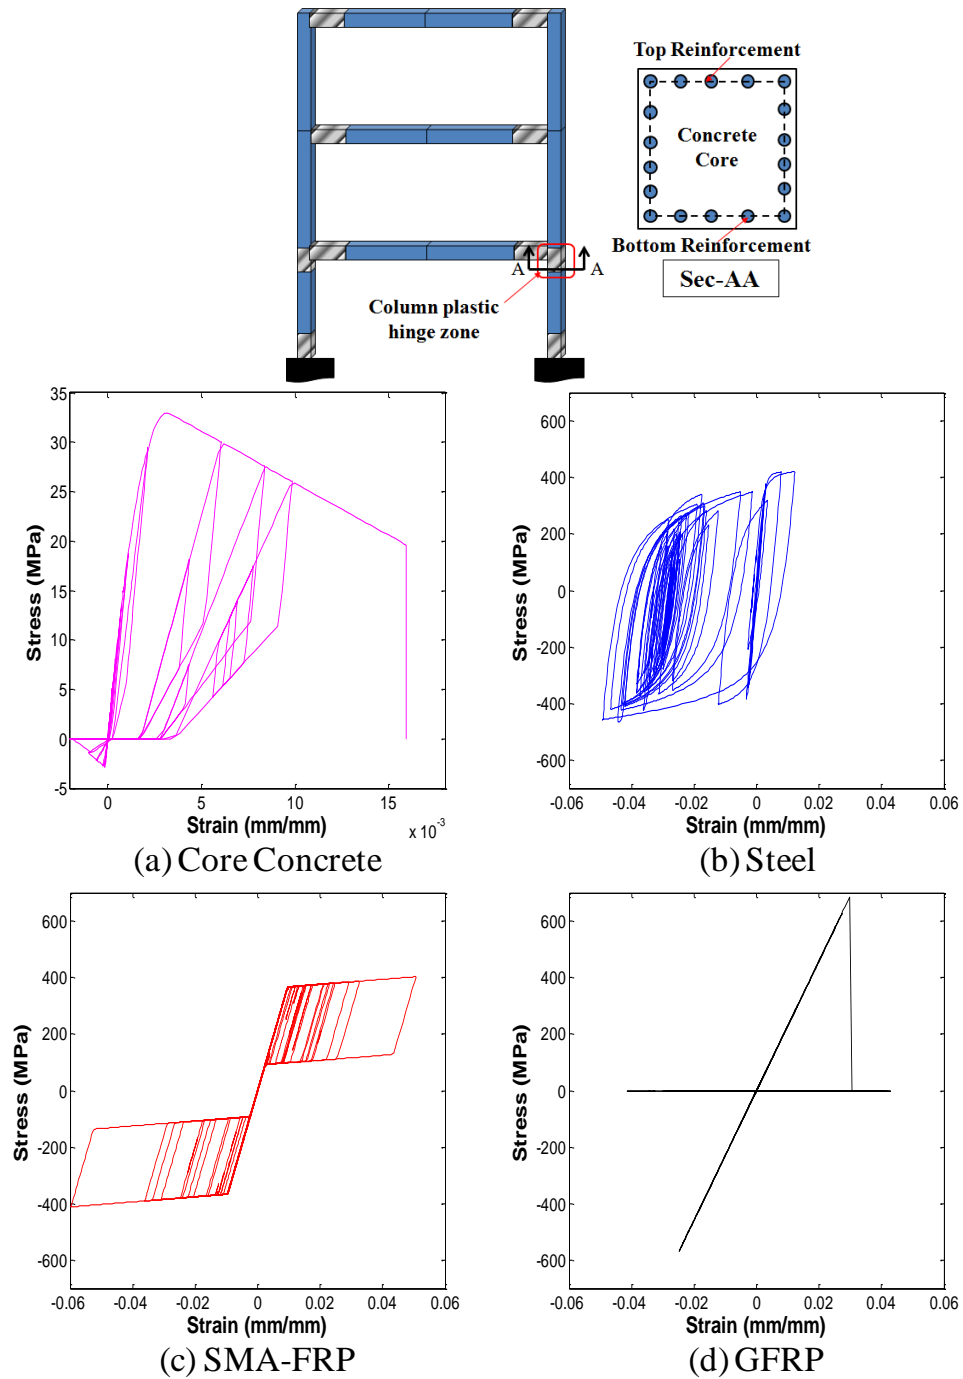 Top Reinforcement
Concrete
Core
Bottom Reinforcement
Sec-AA
A A
Column plastic
hinge zone
35
30
25
20
15
10
5
0
-5
Stress (MPa)
0 5 10 15
Strain (mm/mm)
x 10-3
(a) Core Concrete
600
400
200
0
-200
-400
-600
Stress (MPa)
-0.06 -0.04 -0.02 0 0.02 0.04 0.06
Strain (mm/mm)
(b) Steel
600
400
200
0
-200
-400
-600
Stress (MPa)
-0.06 -0.04 -0.02 0 0.02 0.04 0.06
Strain (mm/mm)
(c) SMA-FRP
600
400
200
0
-200
-400
-600
Stress (MPa)
-0.06 -0.04 -0.02 0 0.02 0.04 0.06
Strain (mm/mm)
(d) GFRP